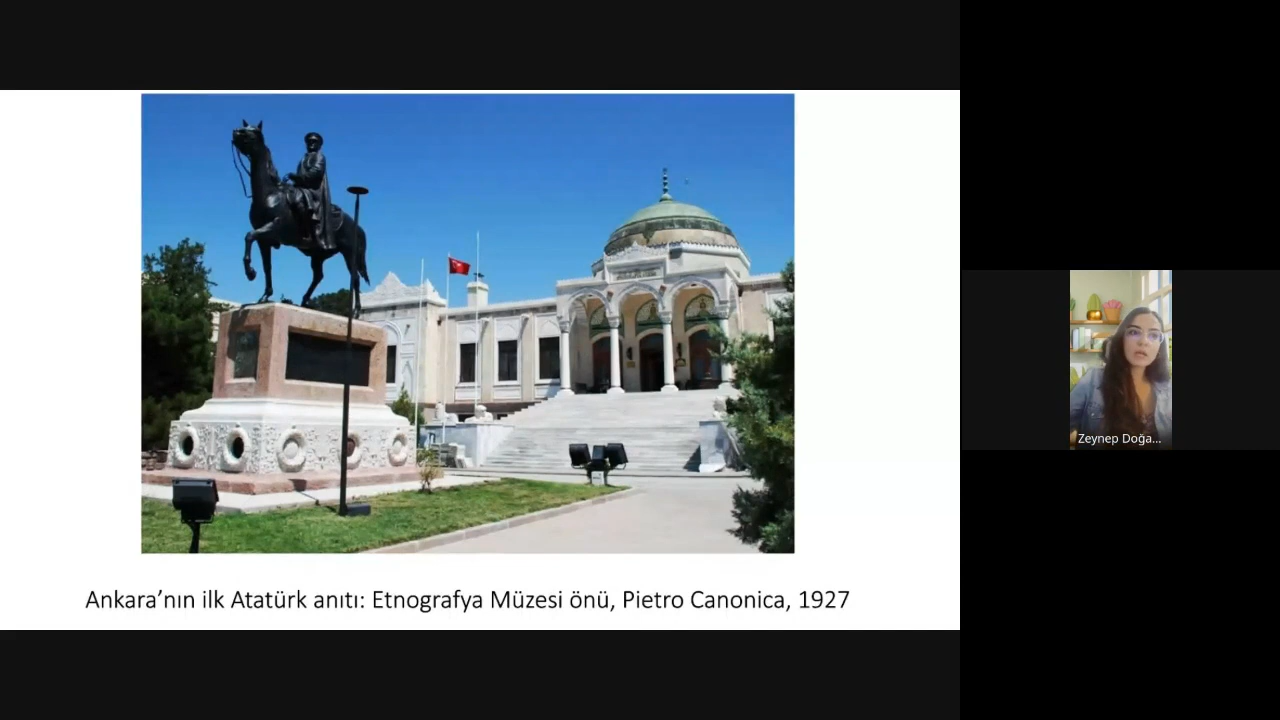 Ankara’nın ilk Atatürk anıtı: Etnografya Müzesi önü, Pietro Canonica, 1927
Zeynep Doğa...